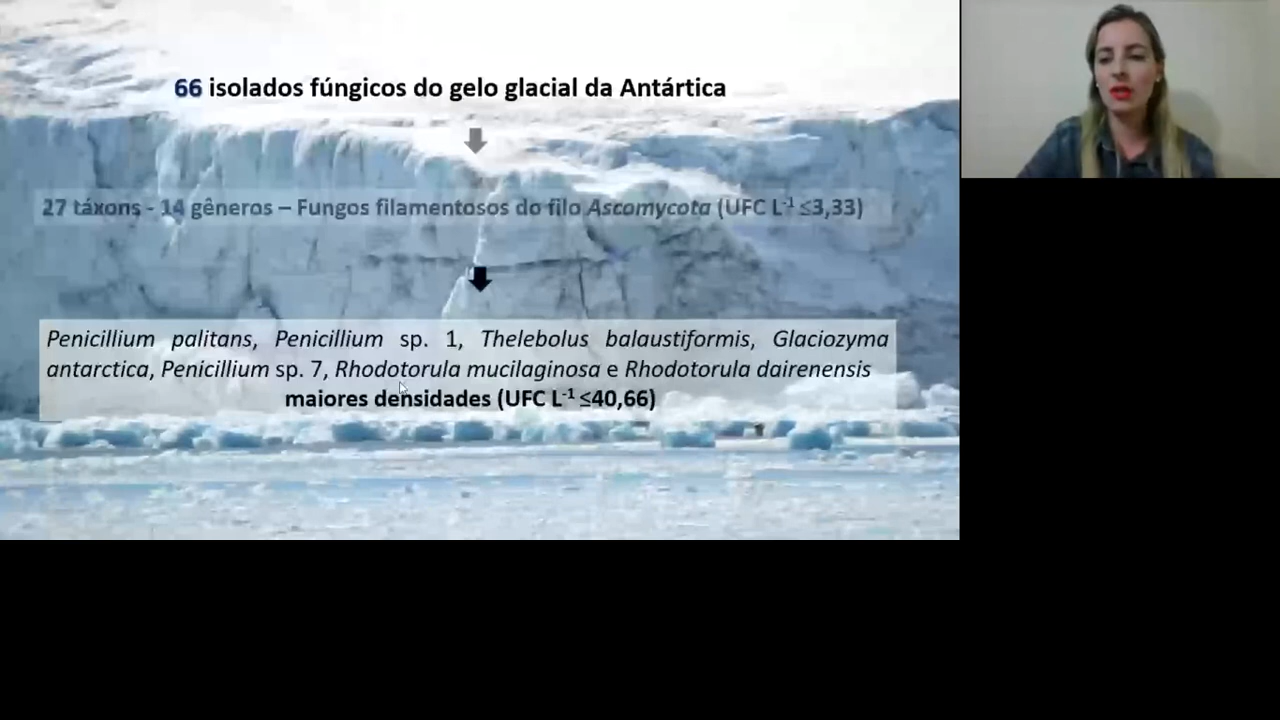 66 isolados fúngicos do gelo glacial da Antártica
27 táxons - 14 gêneros – Fungos filamentosos do filo Ascomycota (UFC L-1 ≤3,33)
Penicillium palitans, Penicillium sp. 1, Thelebolus balaustiformis, Glaciozyma
antarctica, Penicillium sp. 7, Rhodotorula mucilaginosa e Rhodotorula dairenensis
maiores densidades (UFC L-1 ≤40,66)